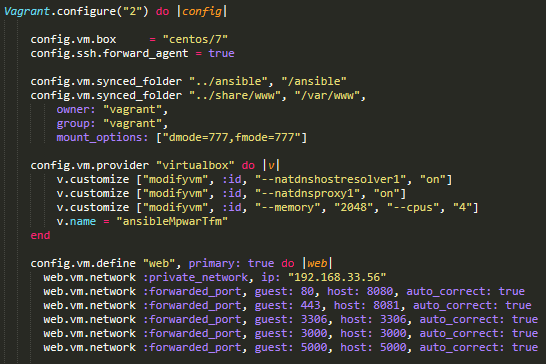 Vagrant.configure("2") do |config|
config.vm.box = "centos/7"
config.ssh.forward_agent = true
config.vm.synced_folder "../ansible", "/ansible"
config.vm.synced_folder "../share/www", "/var/www",
owner: "vagrant",
group: "vagrant",
mount_options: ["dmode=777,fmode=777"]
config.vm.provider "virtualbox" do |v|
v.customize ["modifyvm", :id, "--natdnshostresolver1", "on"]
v.customize ["modifyvm", :id, "--natdnsproxy1", "on"]
v.customize ["modifyvm", :id, "--memory", "2048", "--cpus", "4"]
v.name = "ansibleMpwarTfm"
end
config.vm.define "web", primary: true do |web|
web.vm.network :private_network, ip: "192.168.33.56"
web.vm.network :forwarded_port, guest: 80, host: 8080, auto_correct: true
web.vm.network :forwarded_port, guest: 443, host: 8081, auto_correct: true
web.vm.network :forwarded_port, guest: 3306, host: 3306, auto_correct: true
web.vm.network :forwarded_port, guest: 3000, host: 3000, auto_correct: true
web.vm.network :forwarded_port, guest: 5000, host: 5000, auto_correct: true